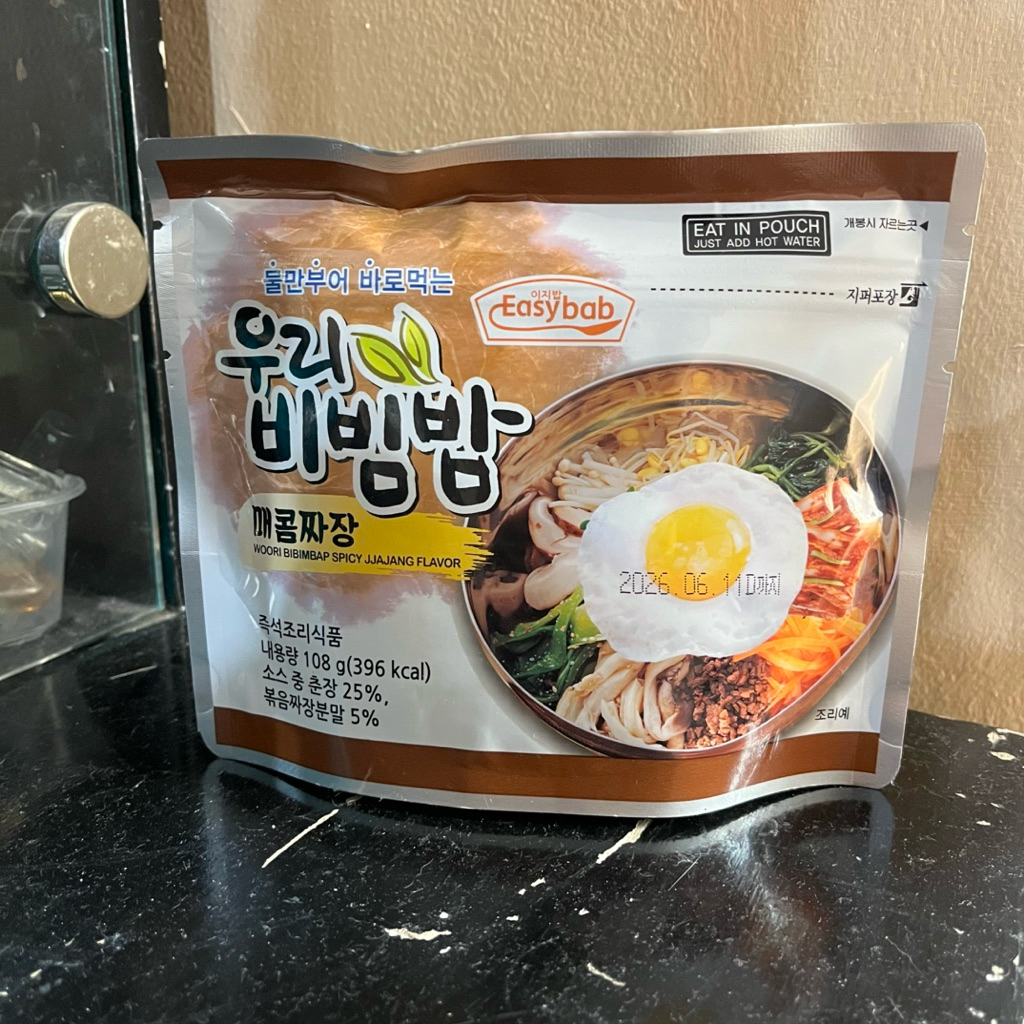 EAT IN POUCH
JUST ADD HOT WATER
개봉시 자르는곳◀
물만부어 바로먹는
이지밥
Easybab
지퍼포장
우리
비빔밥
매콤짜장
WOORI BIBIMBAP SPICY JJAJANG FLAVOR
2026.06.11D까지
즉석조리식품
내용량 108 g(396 kcal)
소스 중 춘장 25%,
볶음짜장분말 5%
조리예